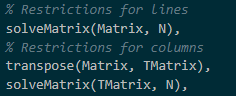 % Restrictions for lines
solveMatrix(Matrix, N),
% Restrictions for columns
transpose(Matrix, TMatrix),
solveMatrix(TMatrix, N),